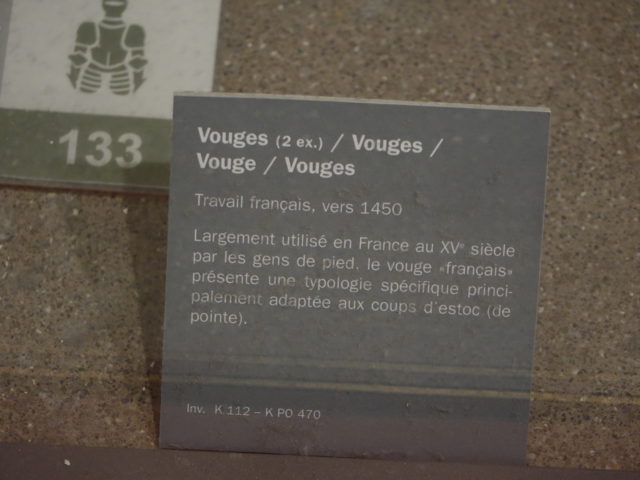 133
Vouges (2 ex.) / Vouges /
Vouge / Vouges
Travail français, vers 1450
Largement utilisé en France au XVe siècle
par les gens de pied. le vouge «français»
présente une typologie spécifique princi-
palement adaptée aux coups d'estoc (de
pointe).
Inv. K 112 – K PO 470